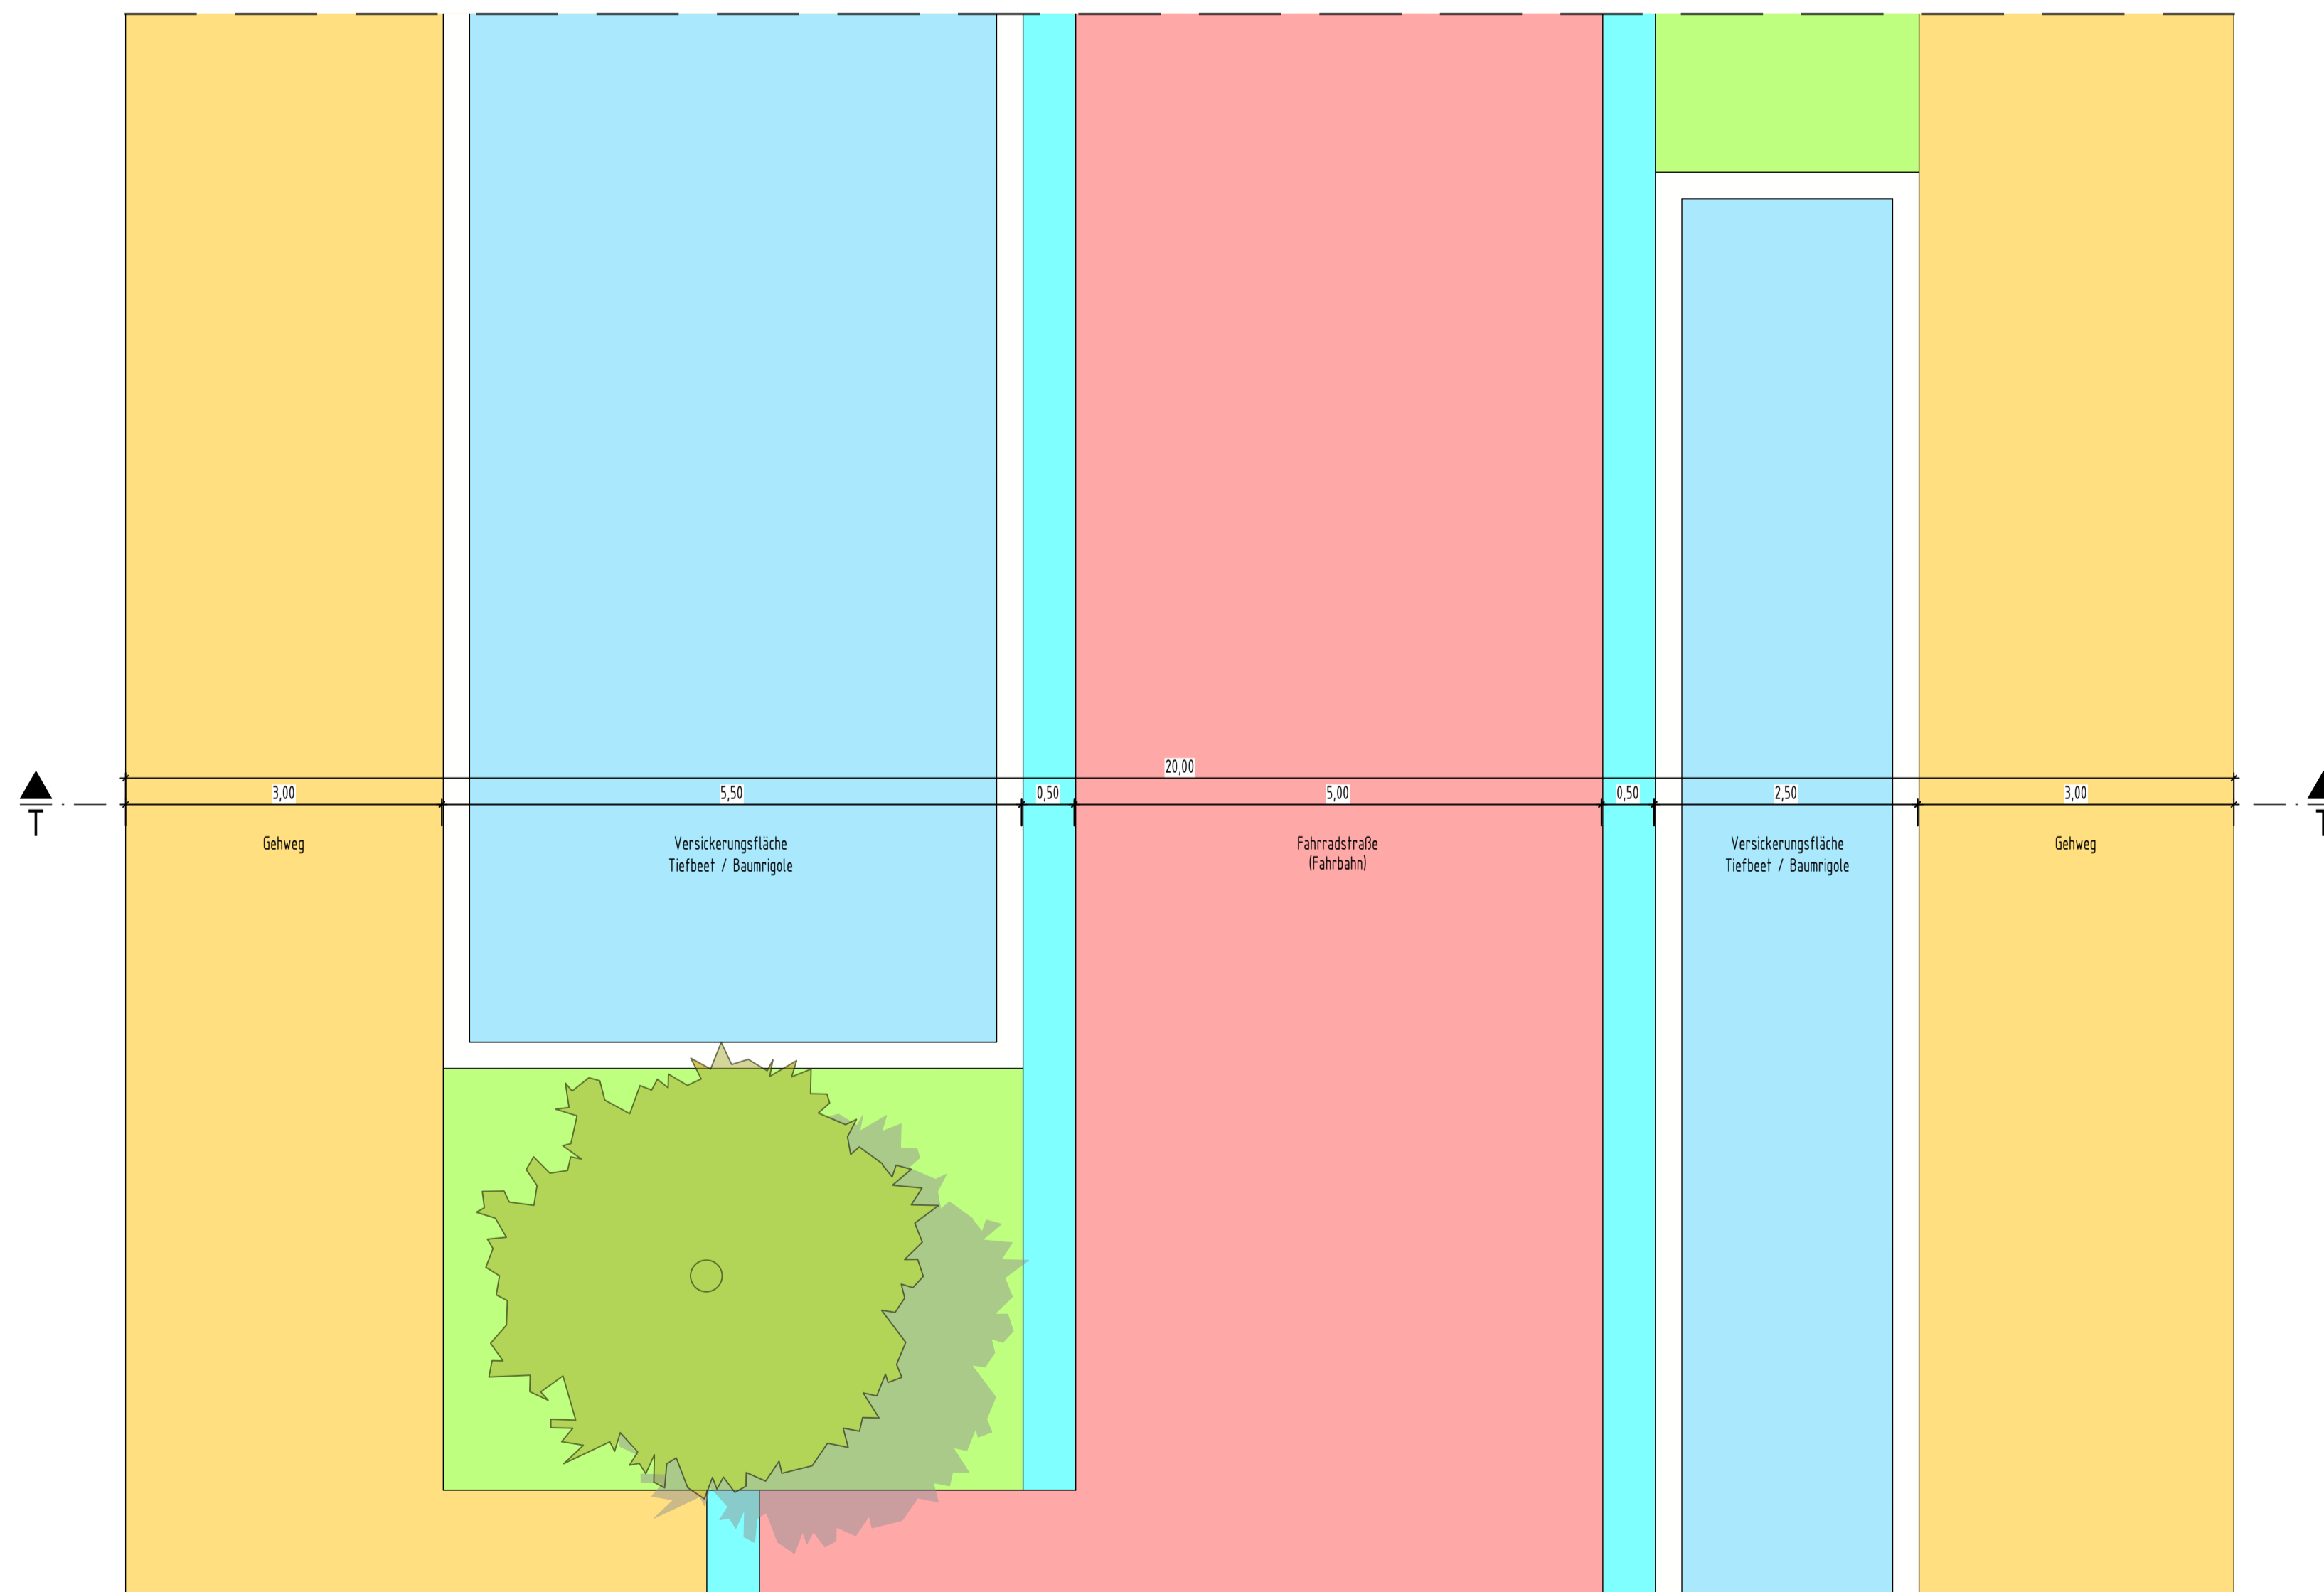 20,00
3,00 5,50 0,50 5,00 0,50 2,50 3,00
Gehweg Versickerungsfläche Fahrradstraße Versickerungsfläche Gehweg
Tiefbeet / Baumrigole (Fahrbahn) Tiefbeet / Baumrigole
T